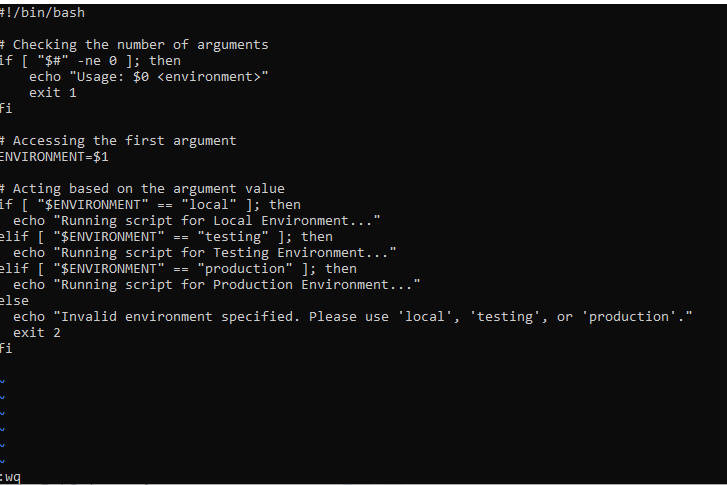 #!/bin/bash
# Checking the number of arguments
if [ "$#" -ne 0 ]; then
echo "Usage: $0 <environment>"
exit 1
fi
# Accessing the first argument
ENVIRONMENT=$1
# Acting based on the argument value
if [ "$ENVIRONMENT" == "local" ]; then
echo "Running script for Local Environment..."
elif [ "$ENVIRONMENT" == "testing" ]; then
echo "Running script for Testing Environment..."
elif [ "$ENVIRONMENT" == "production" ]; then
echo "Running script for Production Environment..."
else
echo "Invalid environment specified. Please use 'local', 'testing', or 'production'."
exit 2
fi
~
~
~
~
~
~
:wq